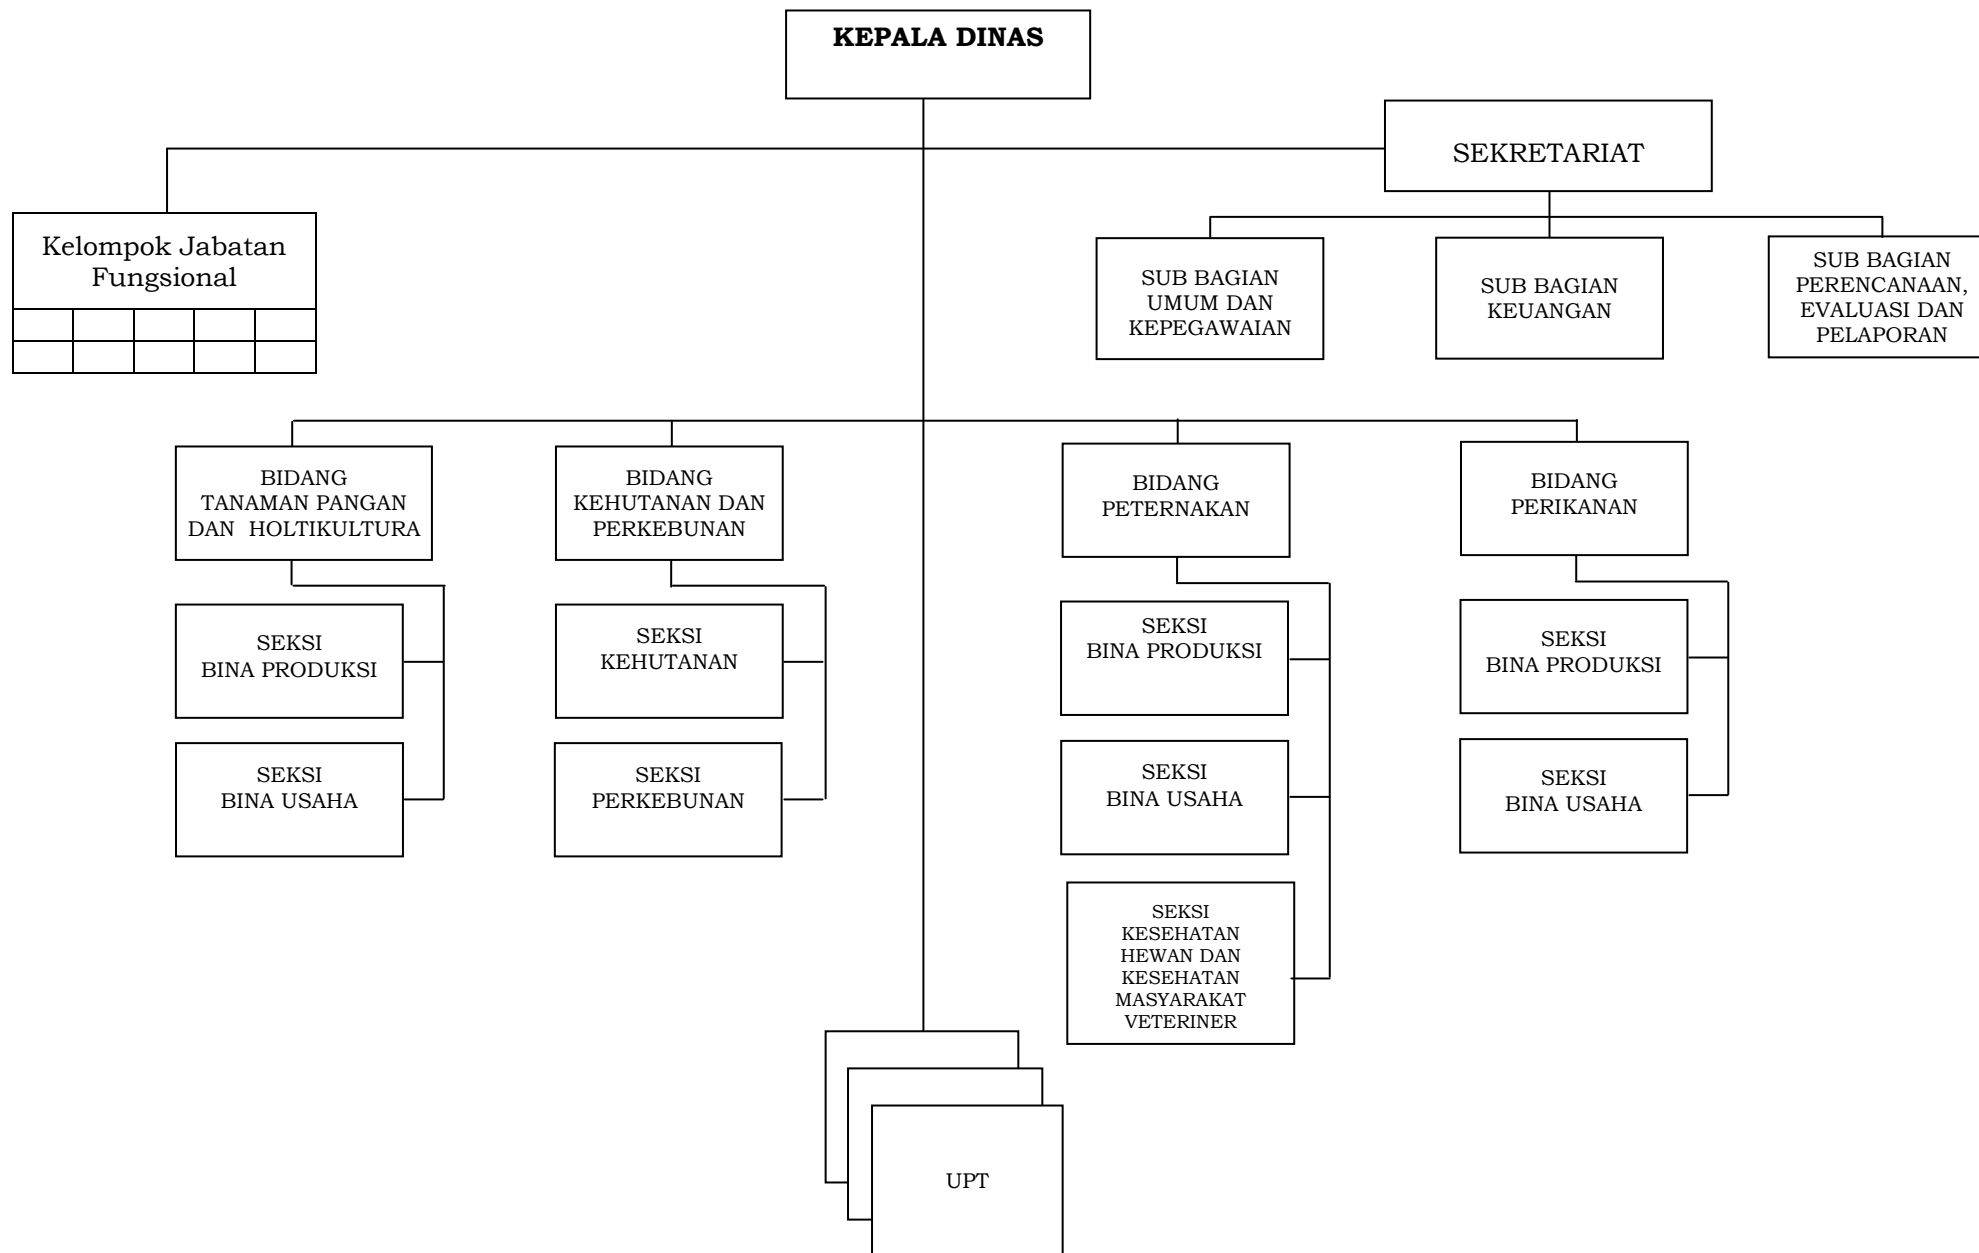 KEPALA DINAS
SEKRETARIAT
Kelompok Jabatan
Fungsional
SUB BAGIAN
UMUM DAN
KEPEGAWAIAN
SUB BAGIAN
KEUANGAN
SUB BAGIAN
PERENCANAAN,
EVALUASI DAN
PELAPORAN
BIDANG
TANAMAN PANGAN
DAN HOLTIKULTURA
BIDANG
KEHUTANAN DAN
PERKEBUNAN
BIDANG
PETERNAKAN
BIDANG
PERIKANAN
SEKSI
BINA PRODUKSI
SEKSI
KEHUTANAN
SEKSI
BINA PRODUKSI
SEKSI
BINA PRODUKSI
SEKSI
BINA USAHA
SEKSI
PERKEBUNAN
SEKSI
BINA USAHA
SEKSI
BINA USAHA
SEKSI
KESEHATAN
HEWAN DAN
KESEHATAN
MASYARAKAT
VETERINER
UPT